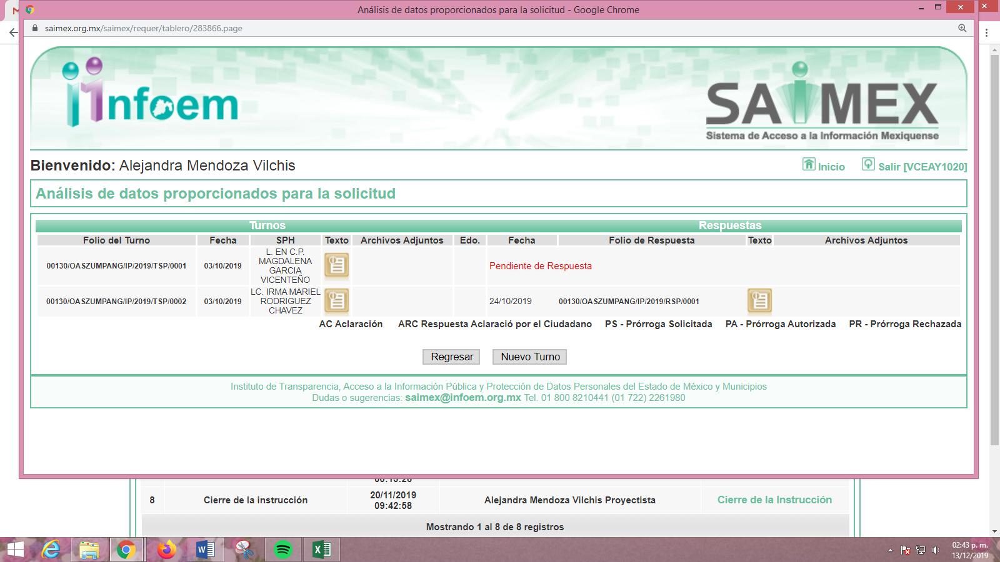 Análisis de datos proporcionados para la solicitud - Google Chrome
saimex.org.mx/saimex/requer/tablero/283866.page
infoem
SAIMEX
Sistema de Acceso a la Información Mexiquense
Bienvenido: Alejandra Mendoza Vilchis
Inicio Salir [VCEAY1020]
Análisis de datos proporcionados para la solicitud
Turnos Respuestas
Folio del Turno Fecha SPH Texto Archivos Adjuntos Edo. Fecha Folio de Respuesta Texto Archivos Adjuntos
00130/OASZUMPANG/IP/2019/TSP/0001 03/10/2019 L. EN C.P. MAGDALENA GARCIA VICENTEÑO Pendiente de Respuesta
00130/OASZUMPANG/IP/2019/TSP/0002 03/10/2019 LC. IRMA MARIEL RODRIGUEZ CHAVEZ 24/10/2019 00130/OASZUMPANG/IP/2019/RSP/0001
AC Aclaración ARC Respuesta Aclaració por el Ciudadano PS - Prórroga Solicitada PA - Prórroga Autorizada PR - Prórroga Rechazada
Regresar Nuevo Turno
Instituto de Transparencia, Acceso a la Información Pública y Protección de Datos Personales del Estado de México y Municipios
Dudas o sugerencias: saimex@infoem.org.mx Tel. 01 800 8210441 (01 722) 2261980
8 Cierre de la instrucción 20/11/2019 09:42:58 Alejandra Mendoza Vilchis Proyectista Cierre de la Instrucción
Mostrando 1 al 8 de 8 registros
02:43 p. m.
13/12/2019